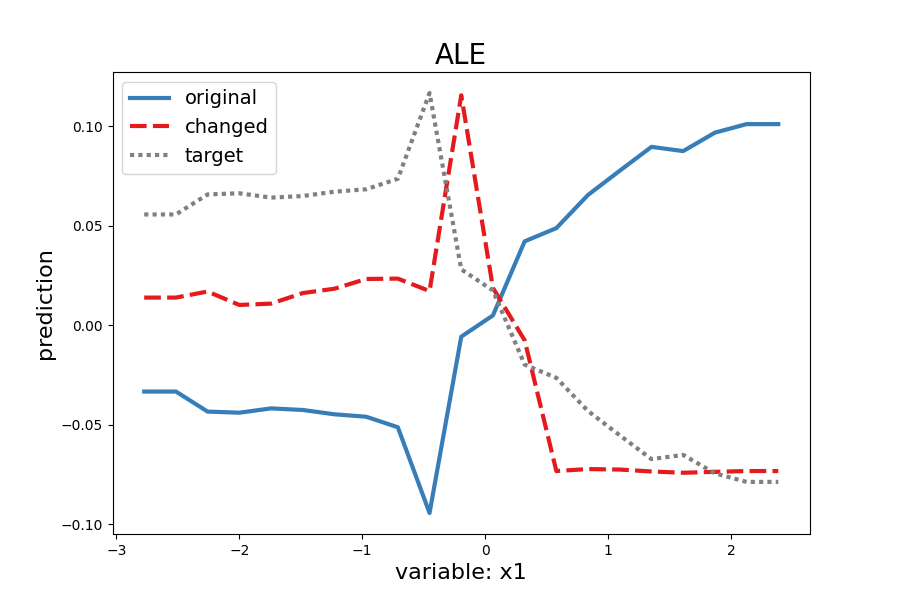 ALE
original
changed
target
prediction
0.10
0.05
0.00
−0.05
−0.10
−3
−2
−1
0
1
2
variable: x1